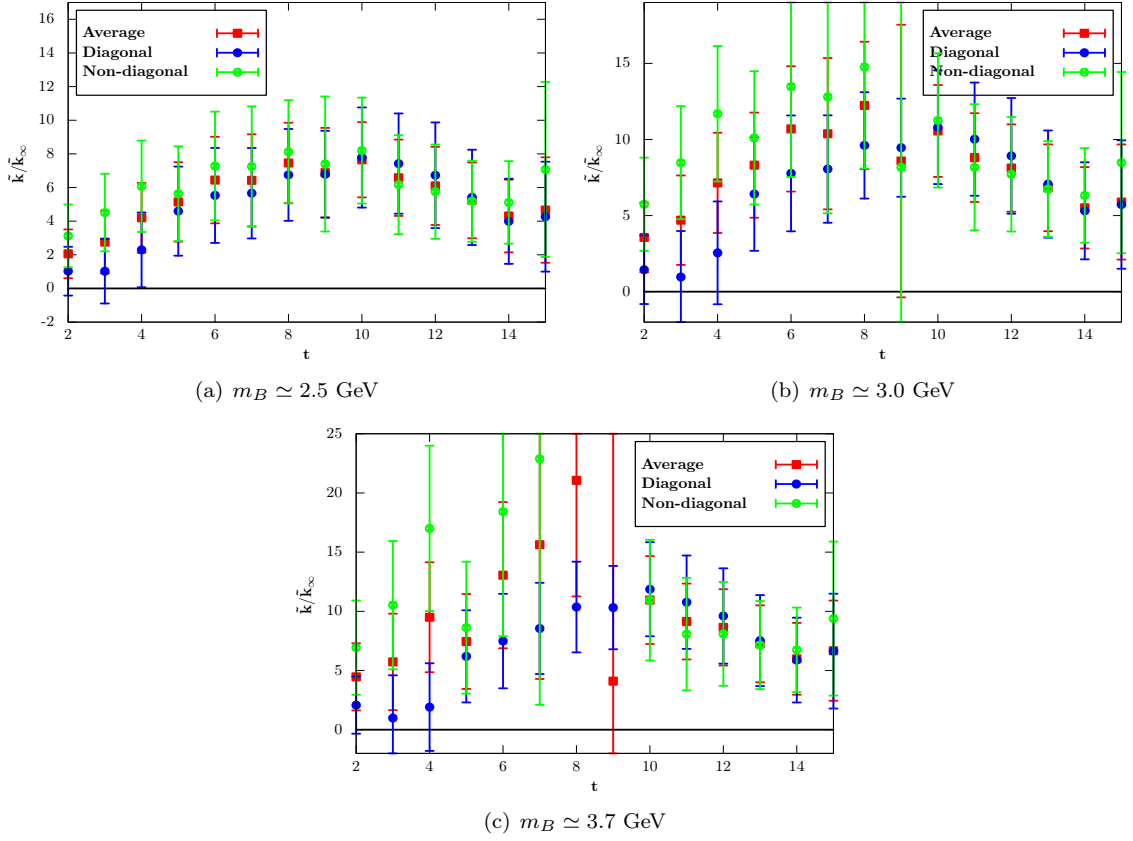 16
14
12
10
8
6
4
2
0
-2
k̃/k̃∞
Average
Diagonal
Non-diagonal
2 4 6 8 10 12 14
t
(a) m_B ≃ 2.5 GeV
15
10
5
0
k̃/k̃∞
Average
Diagonal
Non-diagonal
2 4 6 8 10 12 14
t
(b) m_B ≃ 3.0 GeV
25
20
15
10
5
0
k̃/k̃∞
Average
Diagonal
Non-diagonal
2 4 6 8 10 12 14
t
(c) m_B ≃ 3.7 GeV